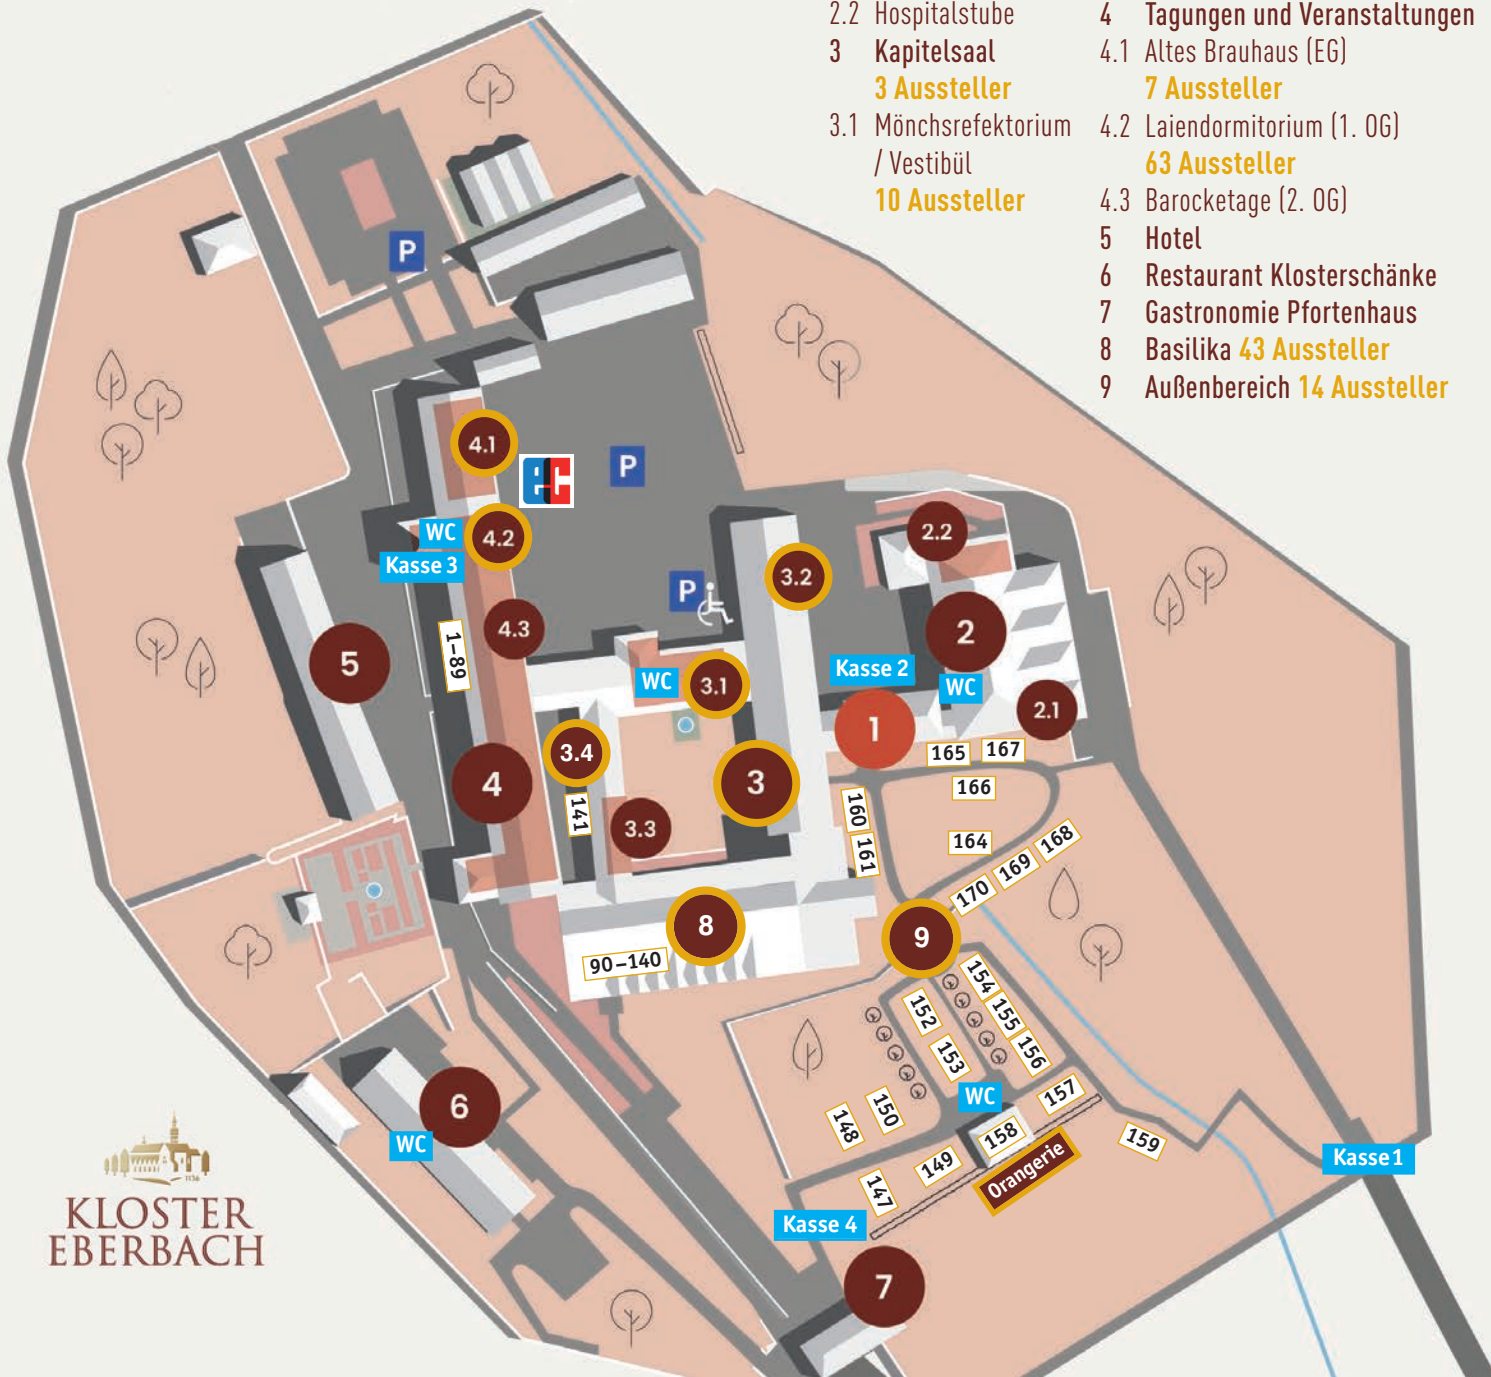 2.2 Hospitalstube
3 Kapitelsaal
3 Aussteller
3.1 Mönchsrefektorium
/ Vestibül
10 Aussteller
4 Tagungen und Veranstaltungen
4.1 Altes Brauhaus (EG)
7 Aussteller
4.2 Laiendormitorium (1. OG)
63 Aussteller
4.3 Barocketage (2. OG)
5 Hotel
6 Restaurant Klosterschänke
7 Gastronomie Pfortenhaus
8 Basilika 43 Aussteller
9 Außenbereich 14 Aussteller
P
4.1
ec
P
WC
4.2
Kasse 3
2.2
3.2
P
4.3
2
1–89
5
Kasse 2
WC
3.1
WC
2.1
1
165
167
3.4
4
3
166
141
3.3
160
161
164
168
169
170
8
9
90–140
154
152
155
153
156
WC
157
150
148
158
159
149
Orangerie
147
6
WC
Kasse 1
Kasse 4
7
1136
KLOSTER
EBERBACH